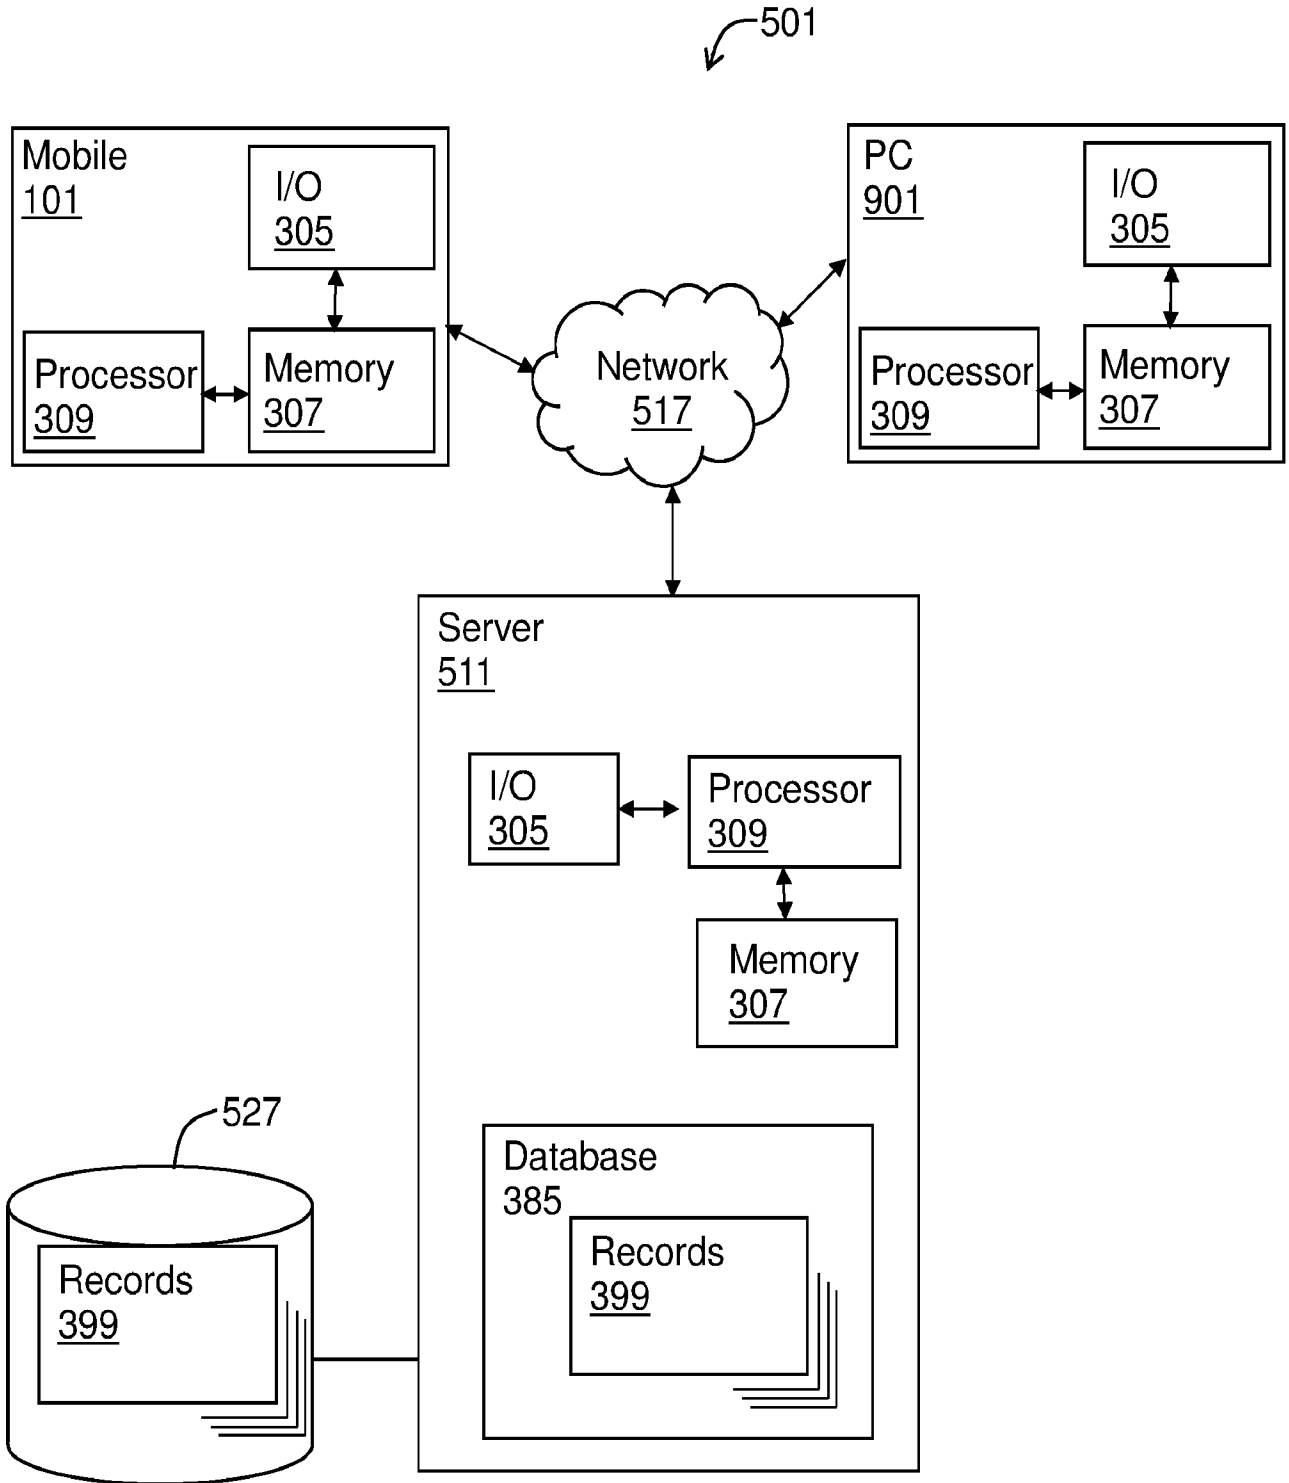 501
Mobile
101
I/O
305
Processor
309
Memory
307
Network
517
PC
901
I/O
305
Processor
309
Memory
307
Server
511
I/O
305
Processor
309
Memory
307
527
Records
399
Database
385
Records
399